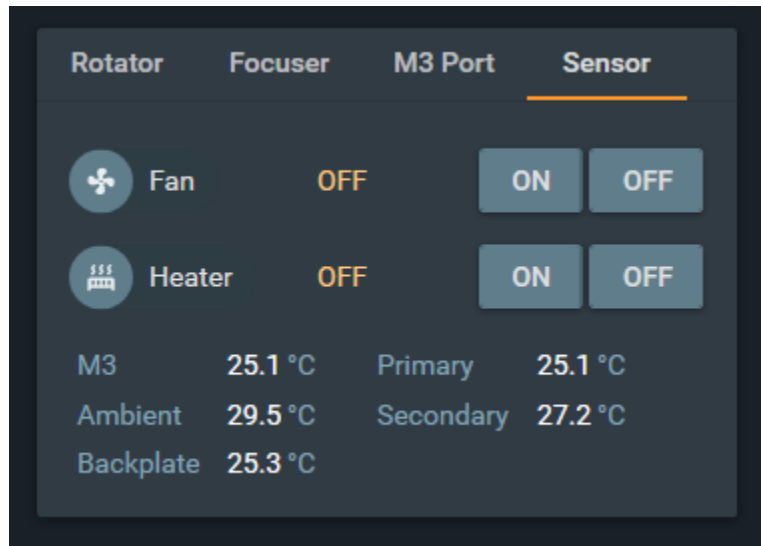 Rotator Focuser M3 Port Sensor
Fan OFF ON OFF
Heater OFF ON OFF
M3 25.1 °C Primary 25.1 °C
Ambient 29.5 °C Secondary 27.2 °C
Backplate 25.3 °C